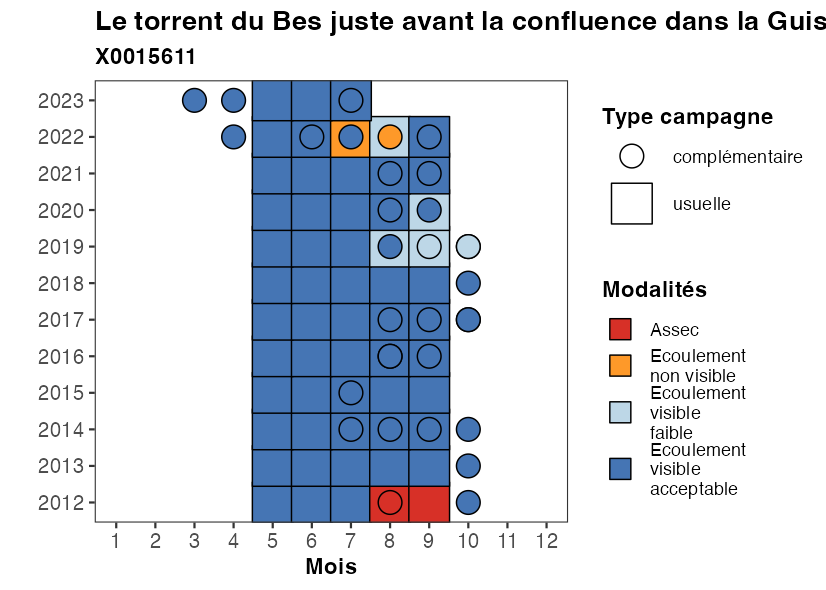 Le torrent du Bes juste avant la confluence dans la Guis
X0015611
2023
2022
2021
2020
2019
2018
2017
2016
2015
2014
2013
2012
1 2 3 4 5 6 7 8 9 10 11 12
Mois
Type campagne
complémentaire
usuelle
Modalités
Assec
Ecoulement
non visible
Ecoulement
visible
faible
Ecoulement
visible
acceptable